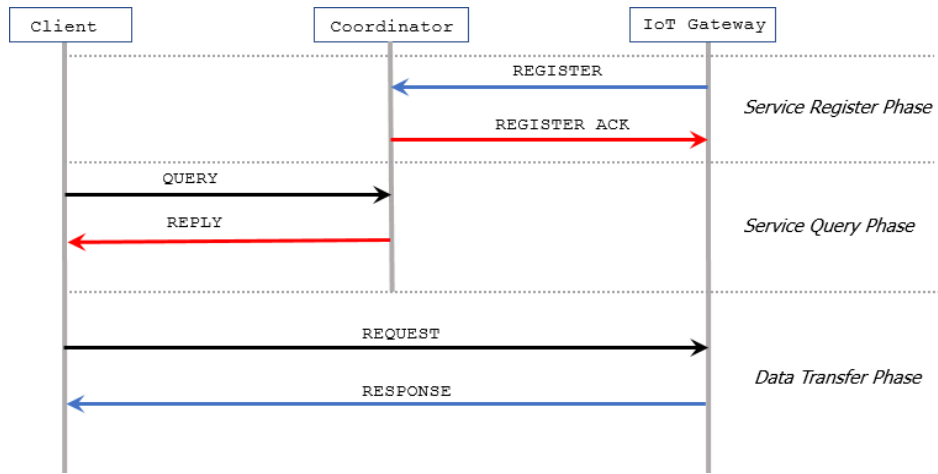 Client
Coordinator
IoT Gateway
REGISTER
Service Register Phase
REGISTER ACK
QUERY
REPLY
Service Query Phase
REQUEST
Data Transfer Phase
RESPONSE